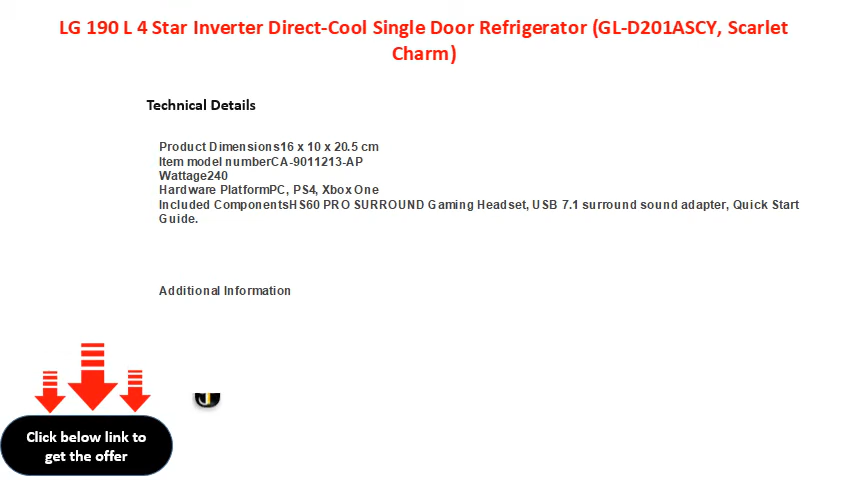 LG 190 L 4 Star Inverter Direct-Cool Single Door Refrigerator (GL-D201ASCY, Scarlet
Charm)
Technical Details
Product Dimensions16 x 10 x 20.5 cm
Item model numberCA-9011213-AP
Wattage240
Hardware PlatformPC, PS4, Xbox One
Included ComponentsHS60 PRO SURROUND Gaming Headset, USB 7.1 surround sound adapter, Quick Start
Guide.
Additional Information
Click below link to
get the offer